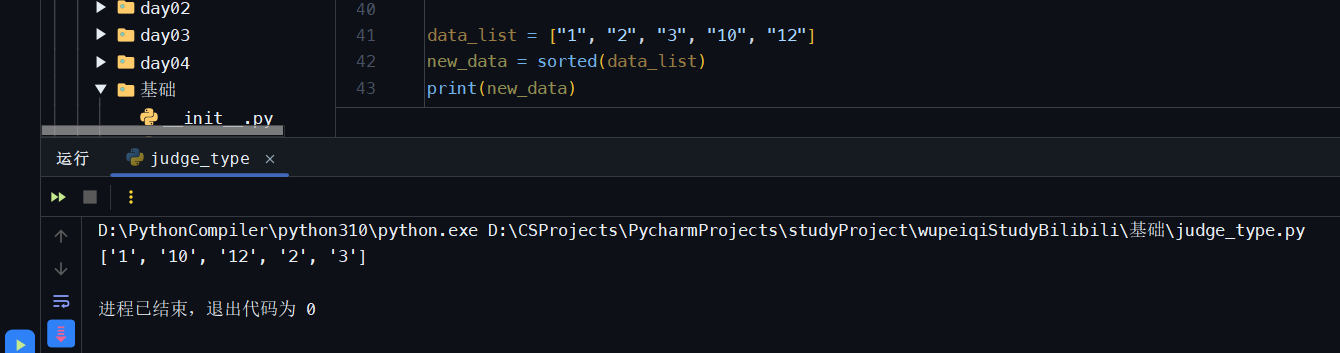 day02
day03
day04
基础
__init__.py
40
41 data_list = ["1", "2", "3", "10", "12"]
42 new_data = sorted(data_list)
43 print(new_data)
运行 judge_type ×
D:\PythonCompiler\python310\python.exe D:\CSProjects\PycharmProjects\studyProject\wupeiqiStudyBilibili\基础\judge_type.py
['1', '10', '12', '2', '3']
进程已结束，退出代码为 0